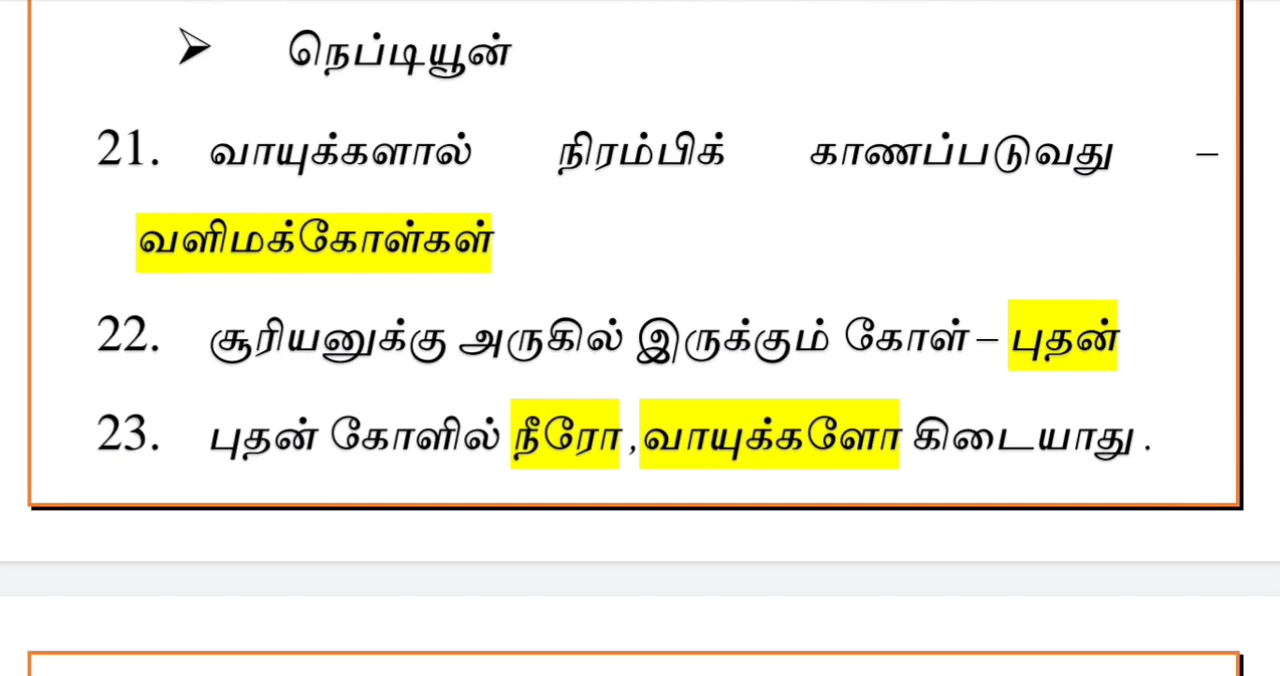 ➢ நெப்டியூன்
21. வாயுக்களால் நிரம்பிக் காணப்படுவது –
வளிமக்கோள்கள்
22. சூரியனுக்கு அருகில் இருக்கும் கோள் – புதன்
23. புதன் கோளில் நீரோ ,வாயுக்களோ கிடையாது .